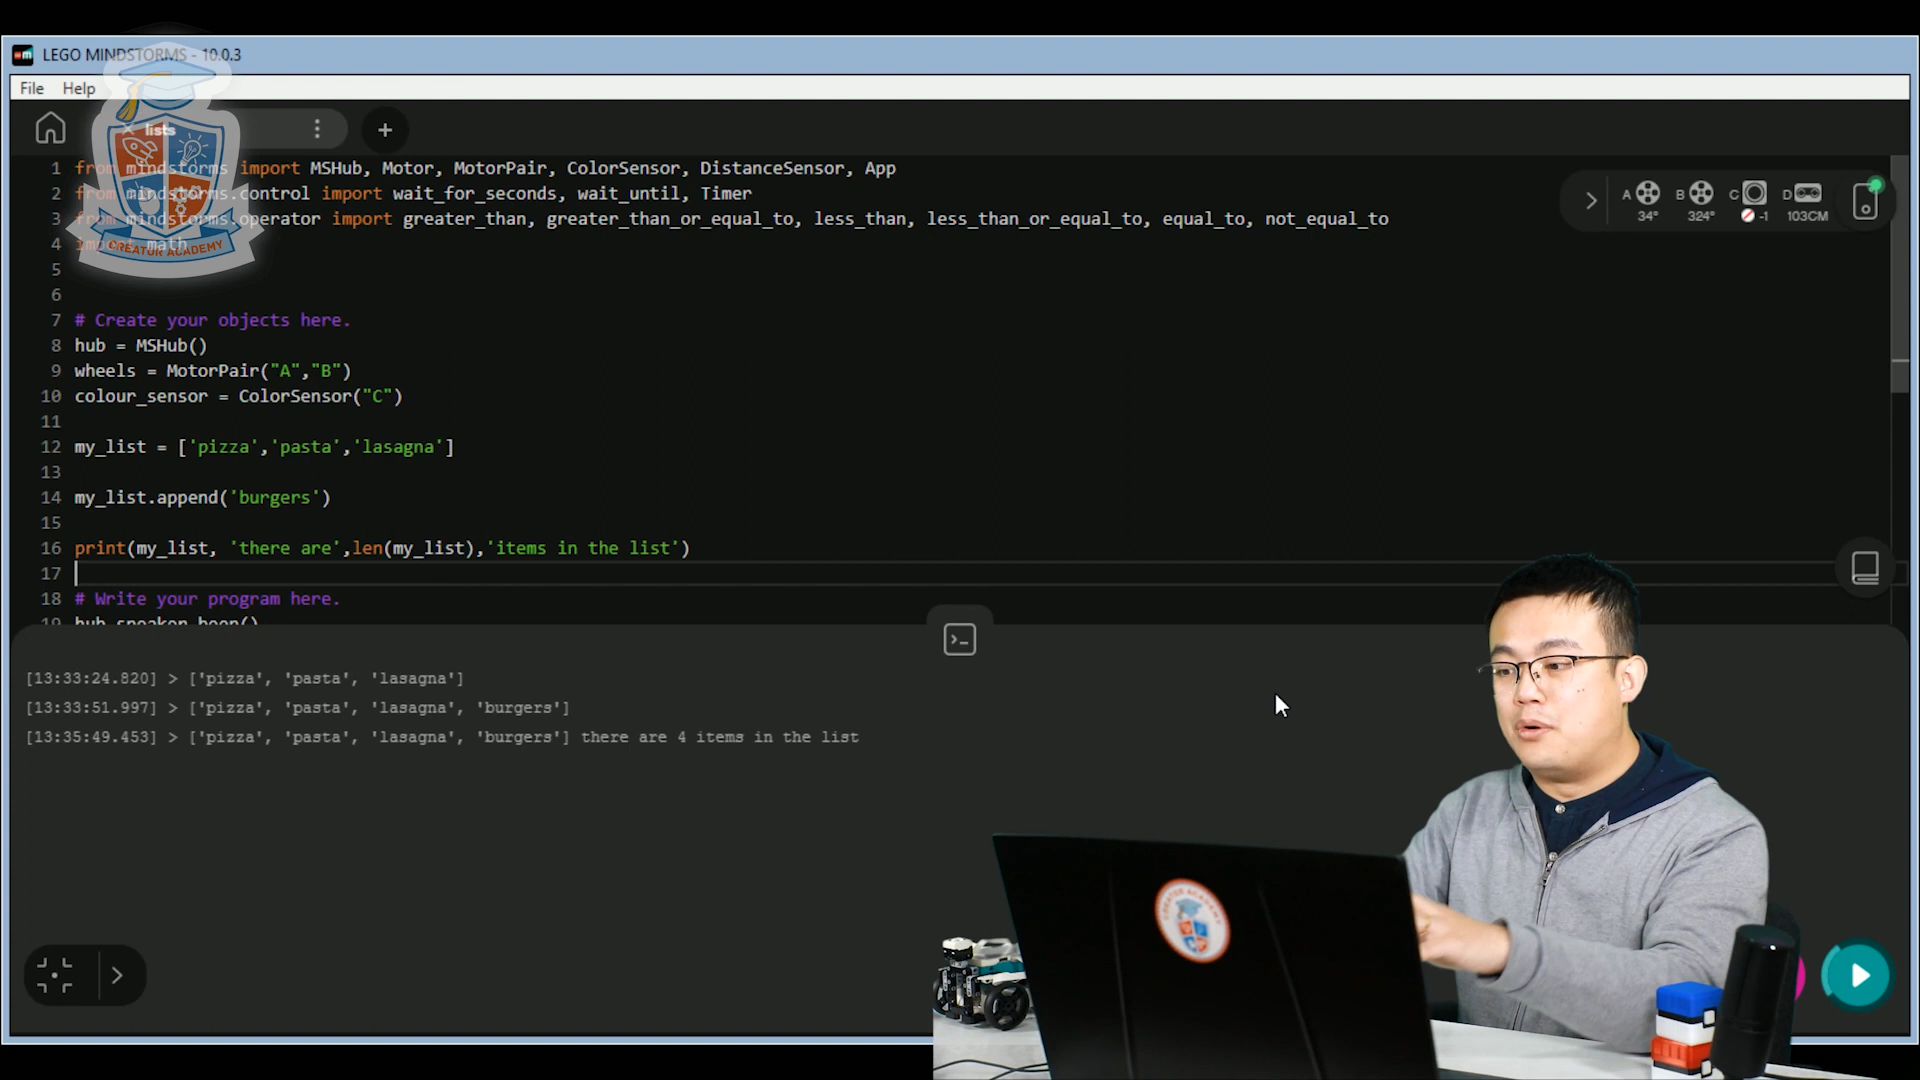 LEGO MINDSTORMS - 10.0.3
File Help
lists
1 from mindstorms import MSHub, Motor, MotorPair, ColorSensor, DistanceSensor, App
2 from mindstorms.control import wait_for_seconds, wait_until, Timer
3 from mindstorms.operator import greater_than, greater_than_or_equal_to, less_than, less_than_or_equal_to, equal_to, not_equal_to
4 import math
5
6
7 # Create your objects here.
8 hub = MSHub()
9 wheels = MotorPair("A","B")
10 colour_sensor = ColorSensor("C")
11
12 my_list = ['pizza','pasta','lasagna']
13
14 my_list.append('burgers')
15
16 print(my_list, 'there are',len(my_list),'items in the list')
17
18 # Write your program here.
19 hub.speaker.beep()
A B C D
34° 324° -1 103CM
CREATOR ACADEMY
[13:33:24.820] > ['pizza', 'pasta', 'lasagna']
[13:33:51.997] > ['pizza', 'pasta', 'lasagna', 'burgers']
[13:35:49.453] > ['pizza', 'pasta', 'lasagna', 'burgers'] there are 4 items in the list
CREATOR ACADEMY